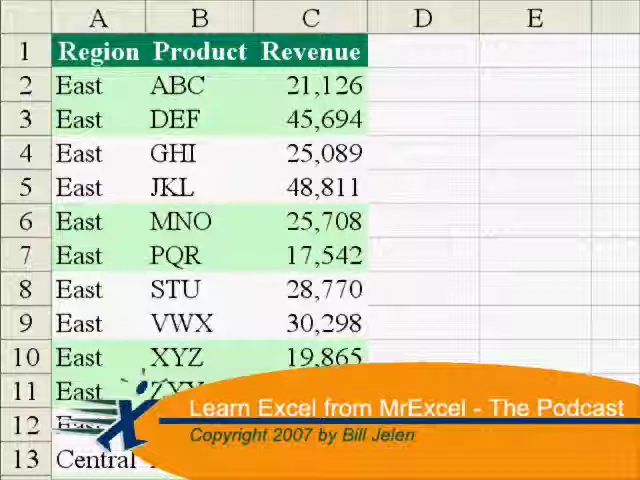 A B C D E
1 Region Product Revenue
2 East ABC 21,126
3 East DEF 45,694
4 East GHI 25,089
5 East JKL 48,811
6 East MNO 25,708
7 East PQR 17,542
8 East STU 28,770
9 East VWX 30,298
10 East XYZ 19,865
11 East
12
13 Central
Learn Excel from MrExcel - The Podcast
Copyright 2007 by Bill Jelen